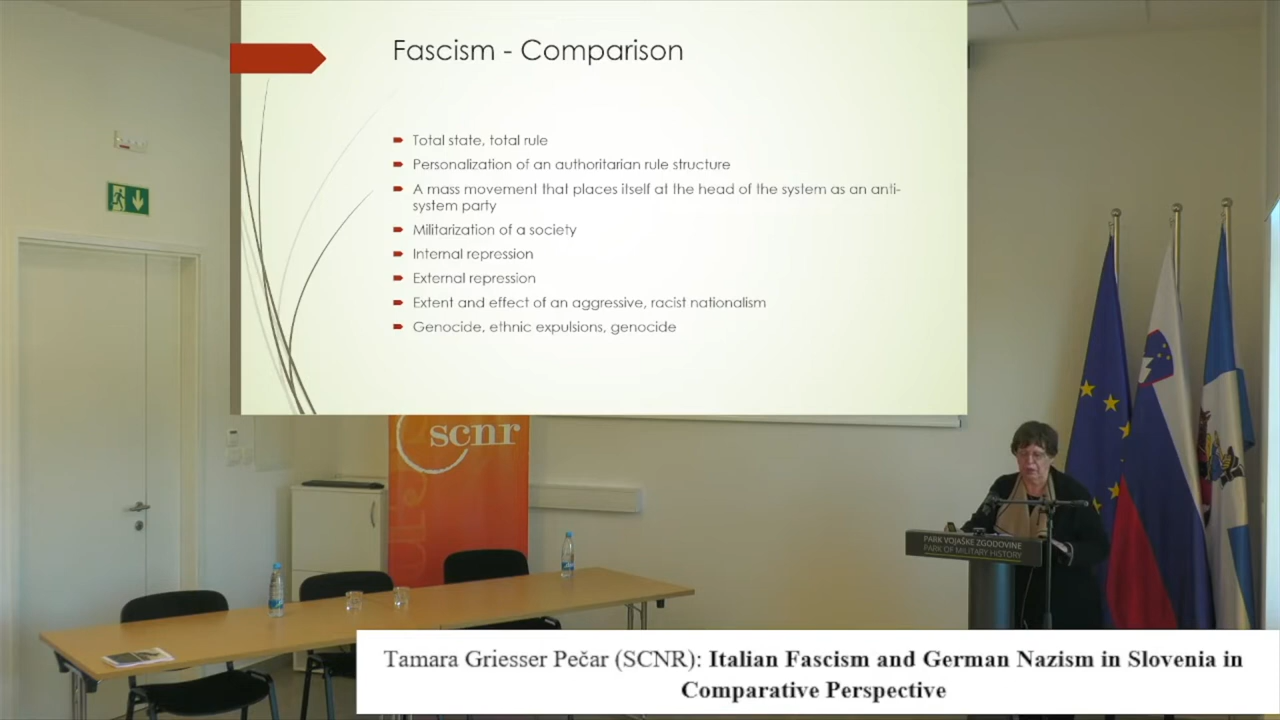 Fascism - Comparison
Total state, total rule
Personalization of an authoritarian rule structure
A mass movement that places itself at the head of the system as an anti-
system party
Militarization of a society
Internal repression
External repression
Extent and effect of an aggressive, racist nationalism
Genocide, ethnic expulsions, genocide
scnr
PARK VOJAŠKE ZGODOVINE
PARK OF MILITARY HISTORY
Tamara Griesser Pečar (SCNR): Italian Fascism and German Nazism in Slovenia in
Comparative Perspective